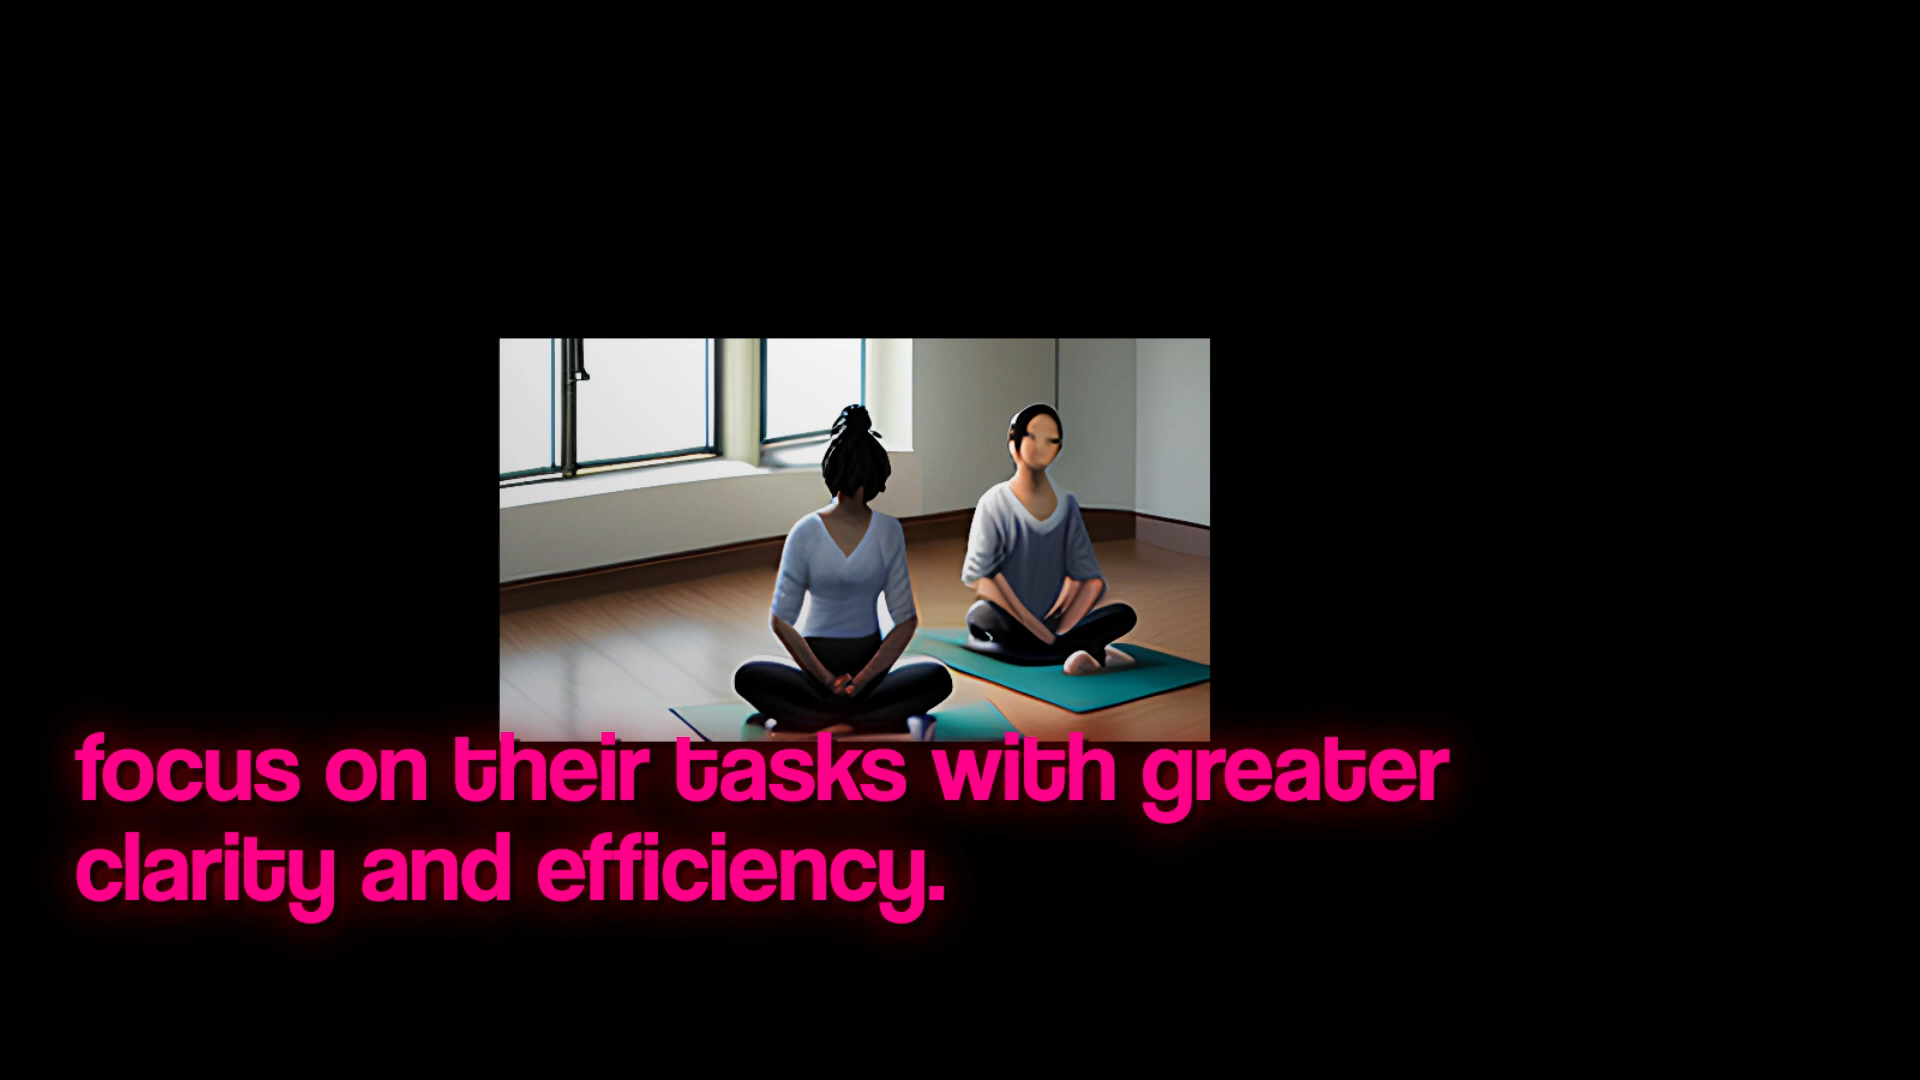 focus on their tasks with greater
clarity and efficiency.